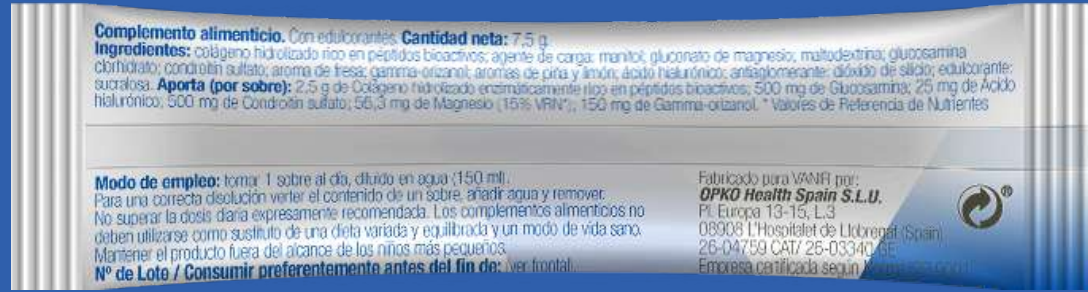 Complemento alimenticio. Con edulcorantes. Cantidad neta: 7,5 g
Ingredientes: colágeno hidrolizado rico en péptidos bioactivos; agente de carga: manitol; gluconato de magnesio; maltodextrina; glucosamina
clorhidrato; condroitín sulfato; aroma de fresa; gamma-orizanol; aromas de piña y limón; ácido hialurónico; antiaglomerante: dióxido de silicio; edulcorante:
sucralosa. Aporta (por sobre): 2,5 g de Colágeno hidrolizado enzimáticamente rico en péptidos bioactivos; 500 mg de Glucosamina; 25 mg de Ácido
hialurónico; 500 mg de Condroitín sulfato; 56,3 mg de Magnesio (15% VRN*); 150 mg de Gamma-orizanol. * Valores de Referencia de Nutrientes
Modo de empleo: tomar 1 sobre al día, diluido en agua (150 ml).
Para una correcta disolución verter el contenido de un sobre, añadir agua y remover.
No superar la dosis diaria expresamente recomendada. Los complementos alimenticios no
deben utilizarse como sustituto de una dieta variada y equilibrada y un modo de vida sano.
Mantener el producto fuera del alcance de los niños más pequeños.
Nº de Lote / Consumir preferentemente antes del fin de: (ver frontal).
Fabricado para VANIR por:
OPKO Health Spain S.L.U.
Pl. Europa 13-15, L.3
08908 L'Hospitalet de Llobregat (Spain)
26-04759 CAT/ 26-03340 GE
Empresa certificada según
®